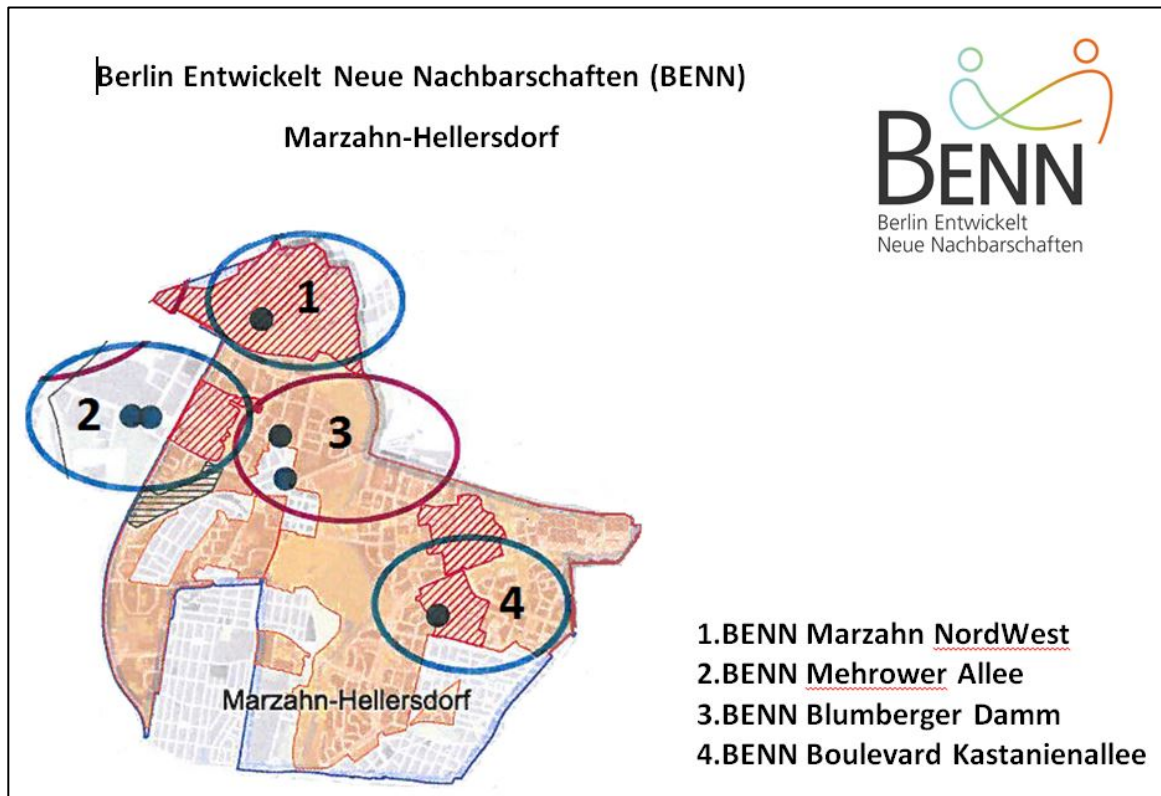 Berlin Entwickelt Neue Nachbarschaften (BENN)
Marzahn-Hellersdorf
BENN
Berlin Entwickelt
Neue Nachbarschaften
1
2
3
4
Marzahn-Hellersdorf
1.BENN Marzahn NordWest
2.BENN Mehrower Allee
3.BENN Blumberger Damm
4.BENN Boulevard Kastanienallee